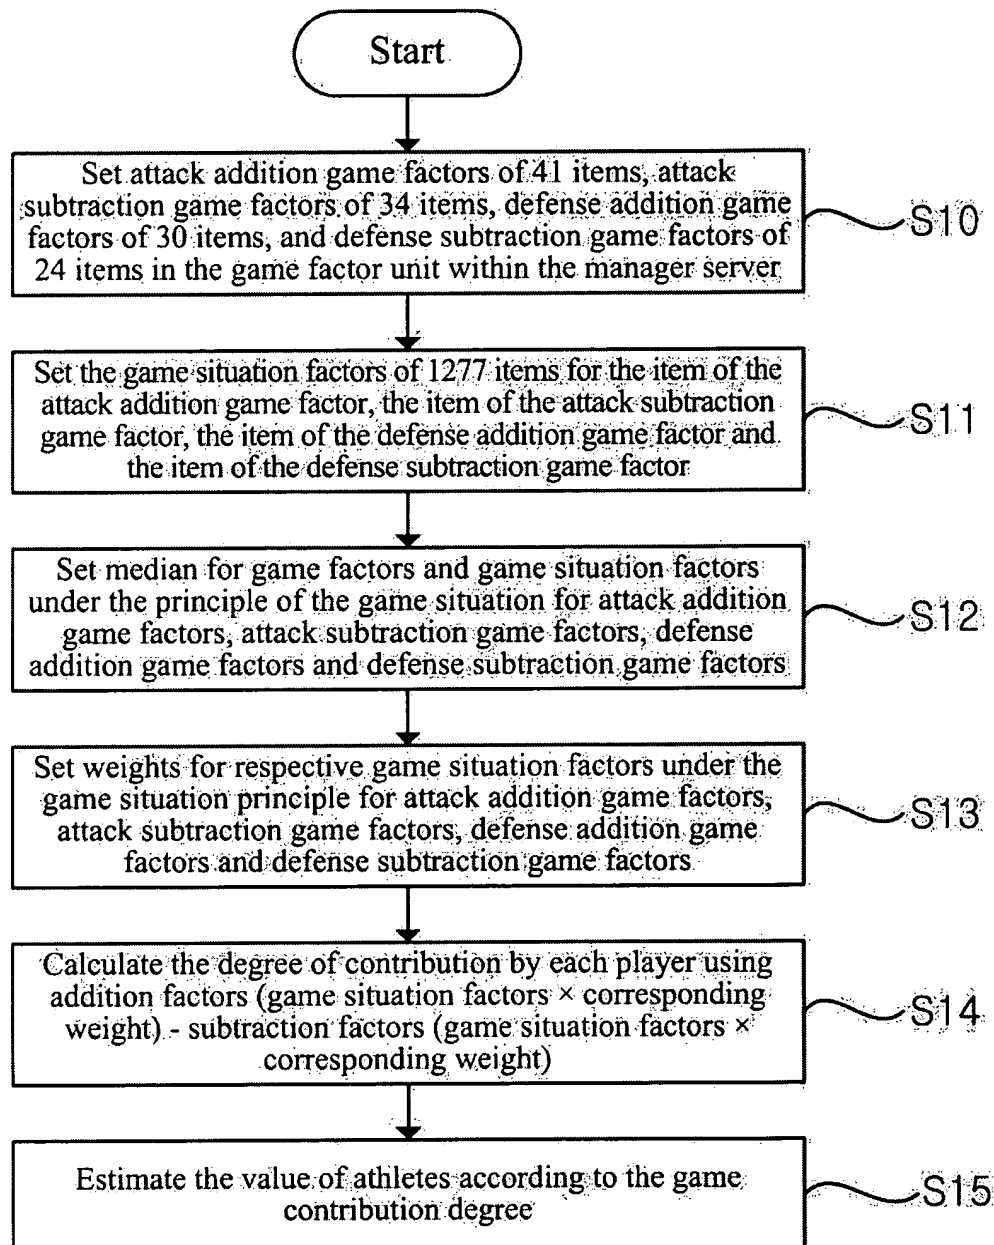 Start
Set attack addition game factors of 41 items, attack
subtraction game factors of 34 items, defense addition game
factors of 30 items, and defense subtraction game factors of
24 items in the game factor unit within the manager server
S10
Set the game situation factors of 1277 items for the item of the
attack addition game factor, the item of the attack subtraction
game factor, the item of the defense addition game factor and
the item of the defense subtraction game factor
S11
Set median for game factors and game situation factors
under the principle of the game situation for attack addition
game factors, attack subtraction game factors, defense
addition game factors and defense subtraction game factors
S12
Set weights for respective game situation factors under the
game situation principle for attack addition game factors,
attack subtraction game factors, defense addition game
factors and defense subtraction game factors
S13
Calculate the degree of contribution by each player using
addition factors (game situation factors × corresponding
weight) - subtraction factors (game situation factors ×
corresponding weight)
S14
Estimate the value of athletes according to the game
contribution degree
S15